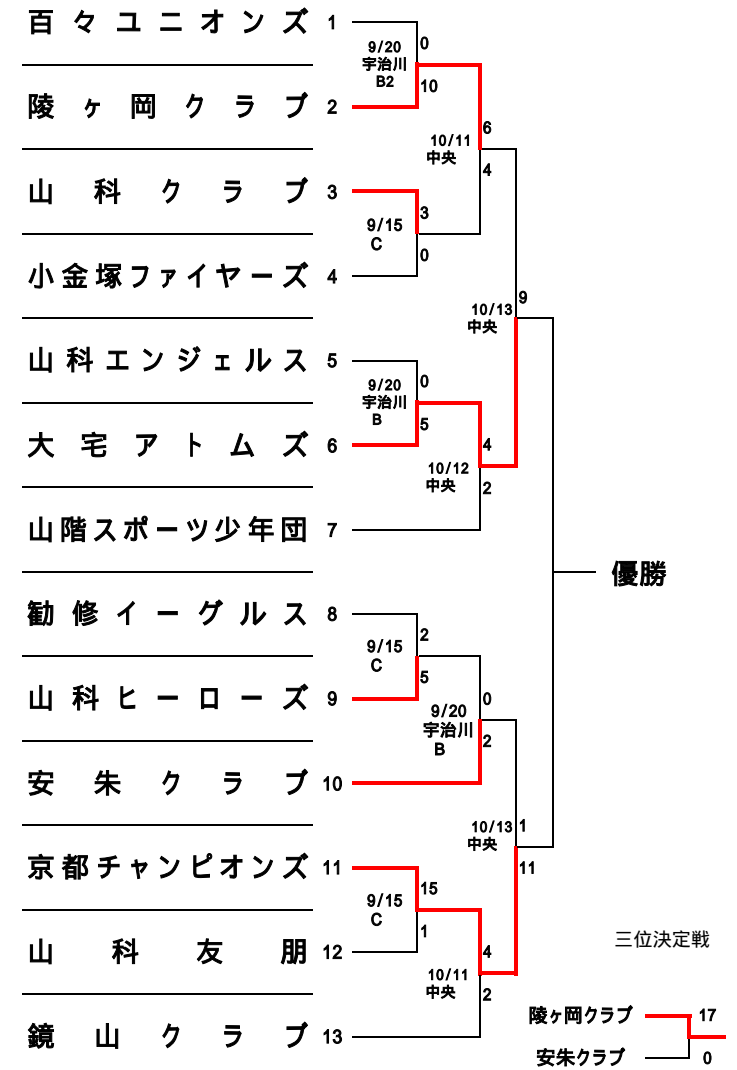 百々ユニオンズ 1
0
9/20
宇治川
B2
10
陵ヶ岡クラブ 2
6
10/11
中央
4
山科クラブ 3
3
9/15
C
0
小金塚ファイヤーズ 4
9
10/13
中央
山科エンジェルス 5
0
9/20
宇治川
B
5
大宅アトムズ 6
4
10/12
中央
2
山階スポーツ少年団 7
優勝
勧修イーグルス 8
2
9/15
C
5
山科ヒーローズ 9
0
9/20
宇治川
B
2
安朱クラブ 10
1
10/13
中央
11
京都チャンピオンズ 11
15
9/15
C
1
山科友朋 12
4
10/11
中央
2
鏡山クラブ 13
三位決定戦
陵ヶ岡クラブ 17
安朱クラブ 0